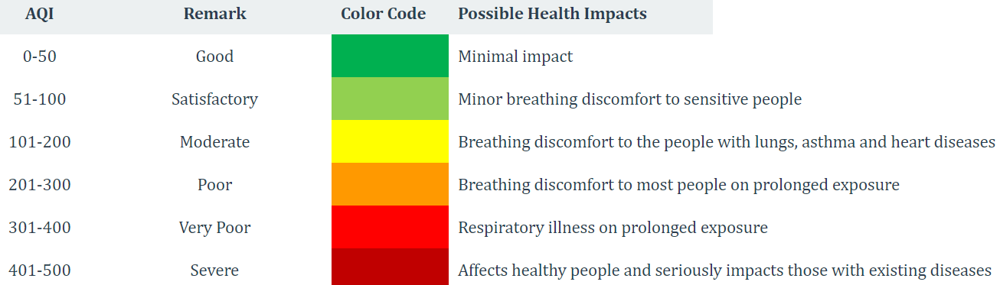 AQI Remark Color Code Possible Health Impacts
0-50 Good Minimal impact
51-100 Satisfactory Minor breathing discomfort to sensitive people
101-200 Moderate Breathing discomfort to the people with lungs, asthma and heart diseases
201-300 Poor Breathing discomfort to most people on prolonged exposure
301-400 Very Poor Respiratory illness on prolonged exposure
401-500 Severe Affects healthy people and seriously impacts those with existing diseases